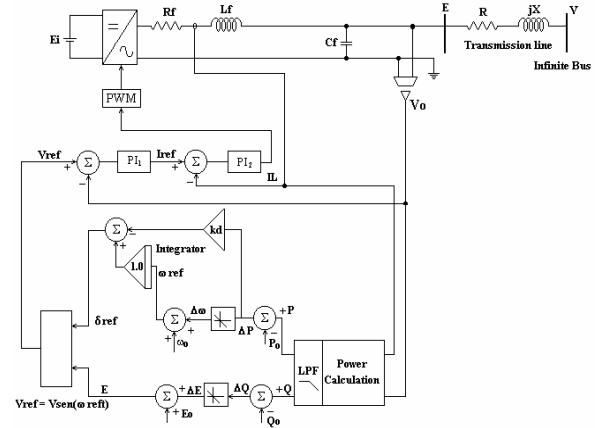 Ei
Rf
Lf
Cf
E
R
jX
V
Transmission line
Infinite Bus
Vo
PWM
Vref
+
Σ
−
PI1
Iref
+
Σ
−
PI2
IL
Σ
−
+
kd
Integrator
1.0
ω ref
δref
Σ
+
+
Δω
ωo
ΔP
Σ
+P
−
Po
LPF
Power
Calculation
E
Σ
+ΔE
+
Eo
ΔQ
Σ
+Q
−
Qo
Vref = Vsen(ω reft)